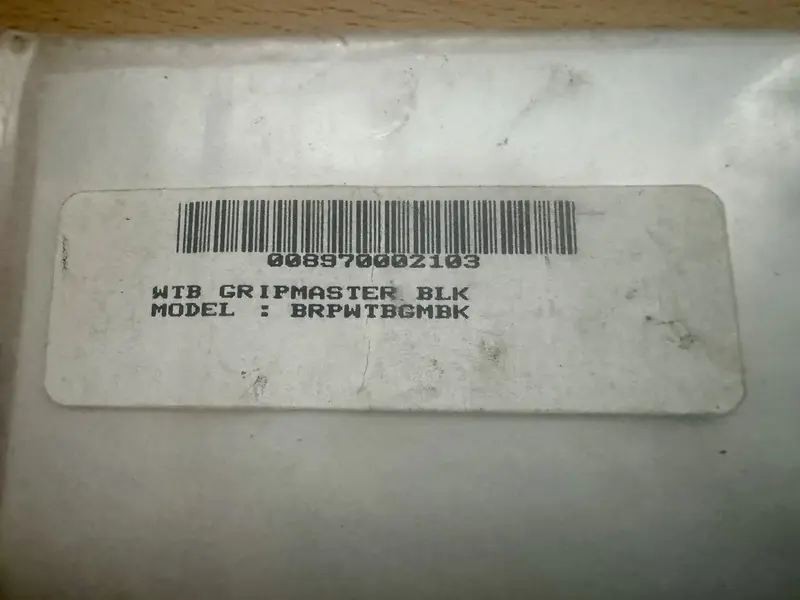 008970002103
WTB GRIPMASTER BLK
MODEL : BRPWTBGMBK